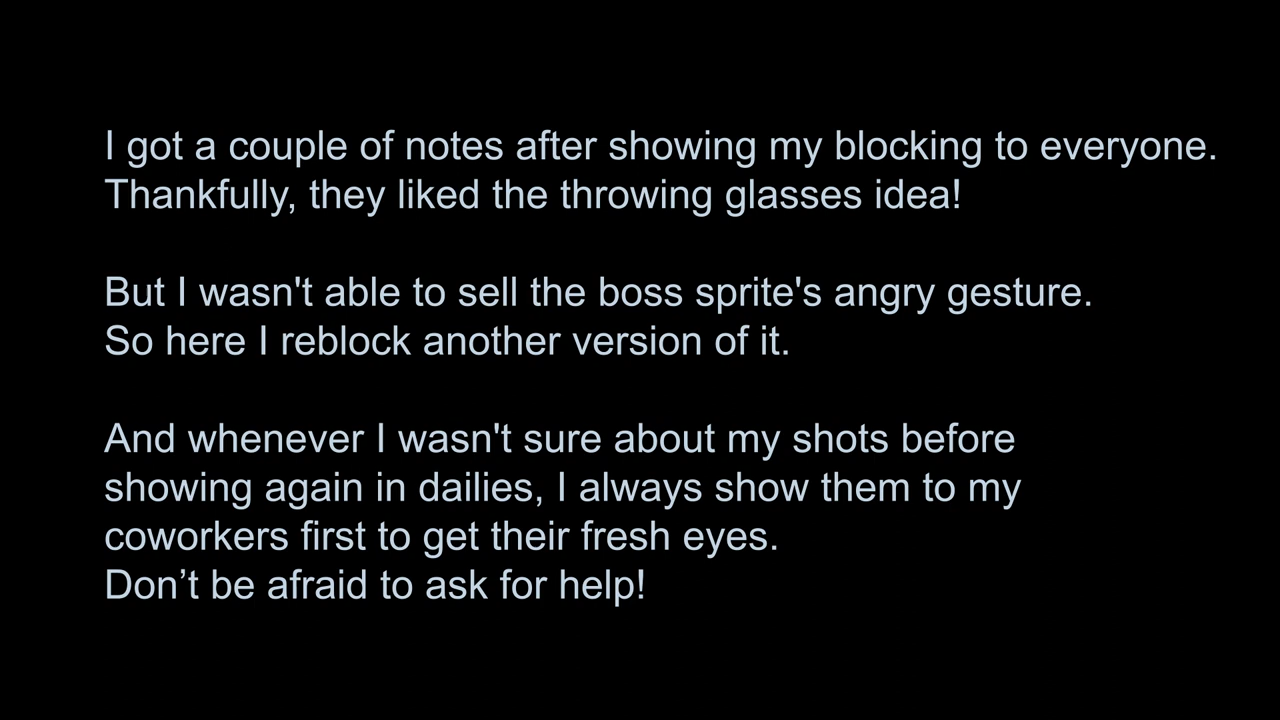 I got a couple of notes after showing my blocking to everyone.
Thankfully, they liked the throwing glasses idea!
But I wasn't able to sell the boss sprite's angry gesture.
So here I reblock another version of it.
And whenever I wasn't sure about my shots before
showing again in dailies, I always show them to my
coworkers first to get their fresh eyes.
Don’t be afraid to ask for help!